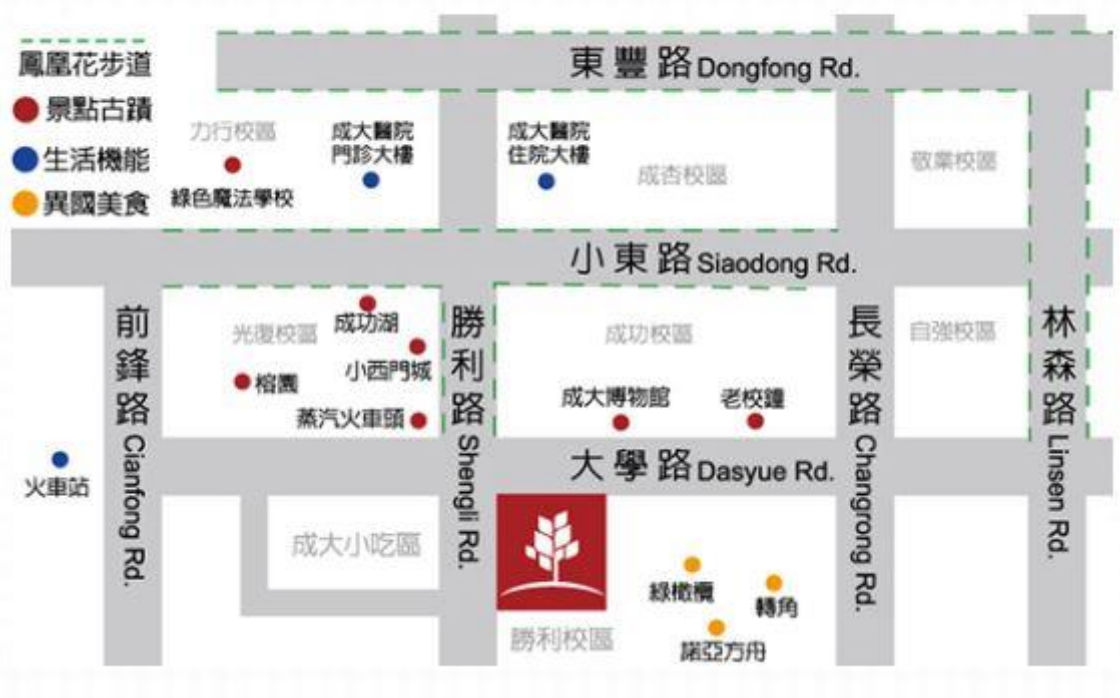 鳳凰花步道
景點古蹟
生活機能
異國美食
東豐路 Dongfong Rd.
力行校區
綠色魔法學校
成大醫院
門診大樓
成大醫院
住院大樓
成杏校區
敬業校區
小東路 Siaodong Rd.
前鋒路 Cianfong Rd.
光復校區
成功湖
小西門城
榕園
蒸汽火車頭
勝利路 Shengli Rd.
成功校區
成大博物館
老校鐘
長榮路 Changrong Rd.
自強校區
林森路 Linsen Rd.
火車站
大學路 Dasyue Rd.
成大小吃區
勝利校區
綠橄欖
轉角
諾亞方舟